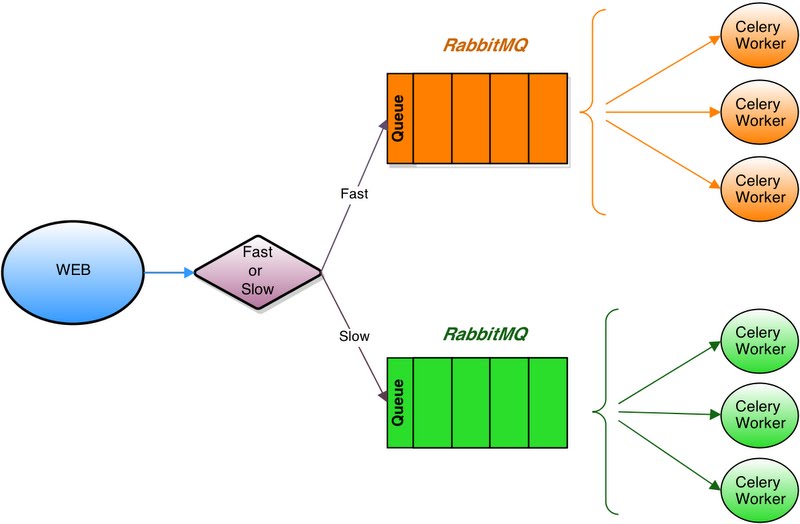 WEB
Fast
or
Slow
Fast
Slow
RabbitMQ
Queue
Celery
Worker
Celery
Worker
Celery
Worker
RabbitMQ
Queue
Celery
Worker
Celery
Worker
Celery
Worker